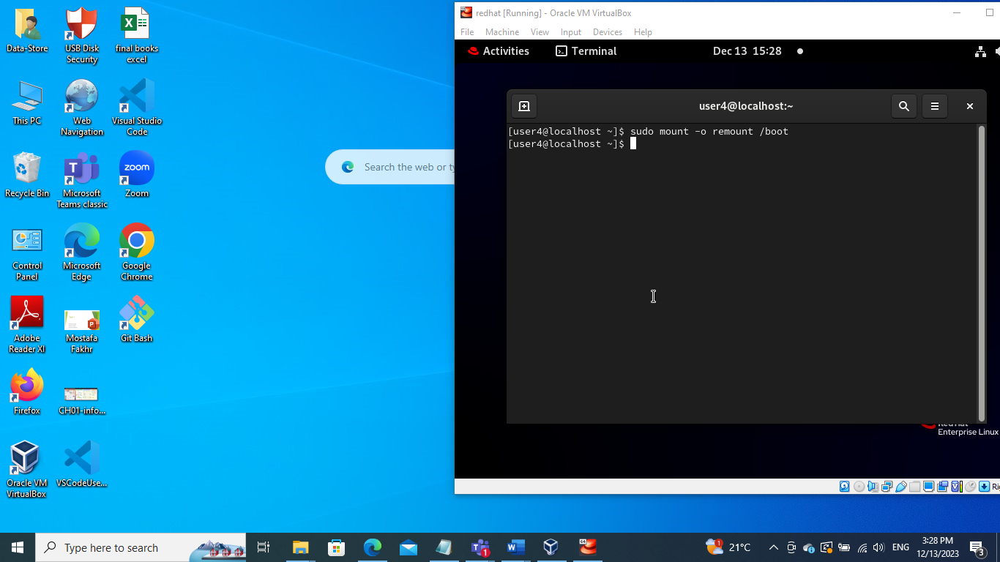 Data-Store
USB Disk
Security
final books
excel
This PC
Web
Navigation
Visual Studio
Code
Recycle Bin
Microsoft
Teams classic
zoom
Zoom
Control
Panel
Microsoft
Edge
Google
Chrome
Adobe
Reader XI
Mostafa
Fakhr
Git Bash
Firefox
CH01-info...
Oracle VM
VirtualBox
VSCodeUse...
Search the web or ty
redhat [Running] - Oracle VM VirtualBox
File Machine View Input Devices Help
Activities Terminal Dec 13 15:28
user4@localhost:~
[user4@localhost ~]$ sudo mount -o remount /boot
[user4@localhost ~]$
Enterprise Linux
Type here to search
1
1
21°C
ENG
3:28 PM
12/13/2023
3